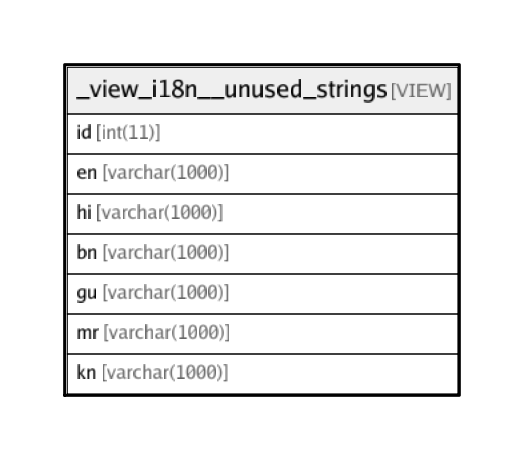 _view_i18n__unused_strings [VIEW]
id [int(11)]
en [varchar(1000)]
hi [varchar(1000)]
bn [varchar(1000)]
gu [varchar(1000)]
mr [varchar(1000)]
kn [varchar(1000)]